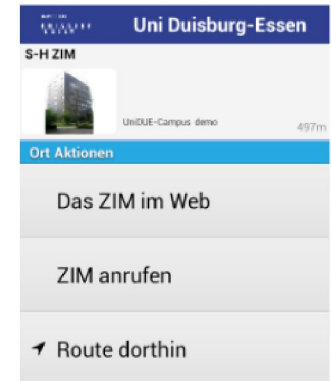 Uni Duisburg-Essen
S-H ZIM
UniDUE-Campus demo
497m
Ort Aktionen
Das ZIM im Web
ZIM anrufen
Route dorthin